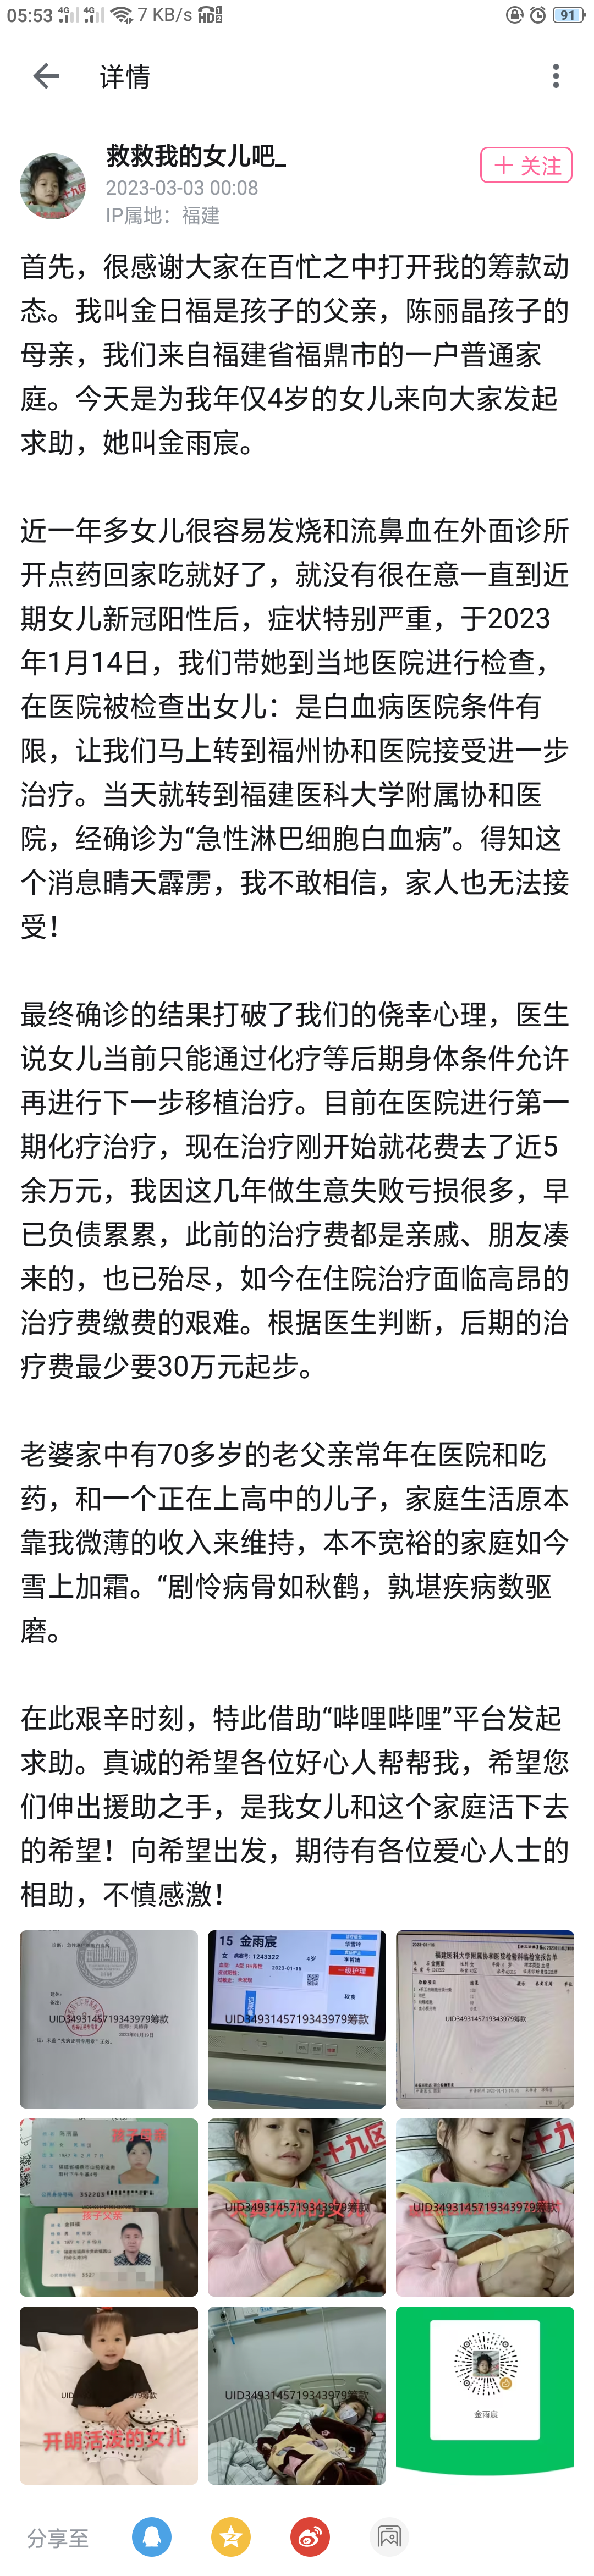 05:53 4G 4G 7 KB/s HD 1 2 91
详情
救救我的女儿吧_
2023-03-03 00:08
IP属地：福建
＋ 关注
首先，很感谢大家在百忙之中打开我的筹款动
态。我叫金日福是孩子的父亲，陈丽晶孩子的
母亲，我们来自福建省福鼎市的一户普通家
庭。今天是为我年仅4岁的女儿来向大家发起
求助，她叫金雨宸。
近一年多女儿很容易发烧和流鼻血在外面诊所
开点药回家吃就好了，就没有很在意一直到近
期女儿新冠阳性后，症状特别严重，于2023
年1月14日，我们带她到当地医院进行检查，
在医院被检查出女儿：是白血病医院条件有
限，让我们马上转到福州协和医院接受进一步
治疗。当天就转到福建医科大学附属协和医
院，经确诊为“急性淋巴细胞白血病”。得知这
个消息晴天霹雳，我不敢相信，家人也无法接
受！
最终确诊的结果打破了我们的侥幸心理，医生
说女儿当前只能通过化疗等后期身体条件允许
再进行下一步移植治疗。目前在医院进行第一
期化疗治疗，现在治疗刚开始就花费去了近5
余万元，我因这几年做生意失败亏损很多，早
已负债累累，此前的治疗费都是亲戚、朋友凑
来的，也已殆尽，如今在住院治疗面临高昂的
治疗费缴费的艰难。根据医生判断，后期的治
疗费最少要30万元起步。
老婆家中有70多岁的老父亲常年在医院和吃
药，和一个正在上高中的儿子，家庭生活原本
靠我微薄的收入来维持，本不宽裕的家庭如今
雪上加霜。“剧怜病骨如秋鹤，孰堪疾病数驱
磨。
在此艰辛时刻，特此借助“哔哩哔哩”平台发起
求助。真诚的希望各位好心人帮帮我，希望您
们伸出援助之手，是我女儿和这个家庭活下去
的希望！向希望出发，期待有各位爱心人士的
相助，不慎感激！
UID3493145719343979筹款
15 金雨宸
女 病案号：1243322 4岁
2023-01-15
一级护理
UID3493145719343979筹款
福建医科大学附属协和医院检验科临检室报告单
UID3493145719343979筹款
孩子母亲
孩子父亲
十九区
UID3493145719343979筹款
十九区
UID3493145719343979筹款
开朗活泼的女儿
UID3493145719343979筹款
金雨宸
分享至